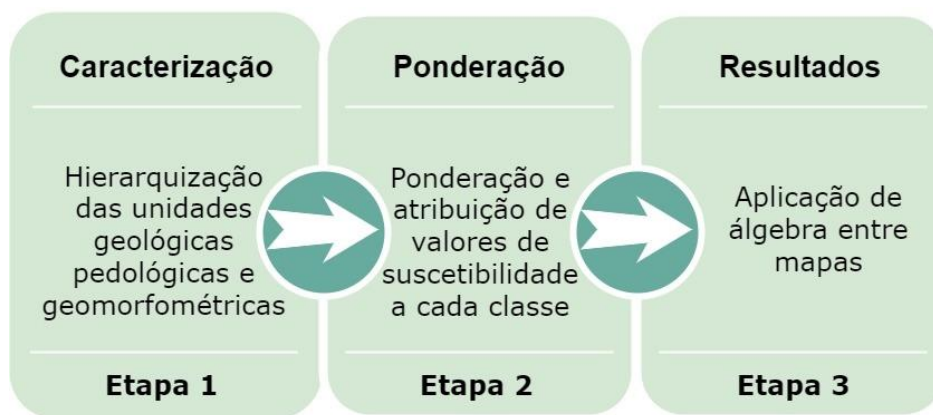 Caracterização
Hierarquização
das unidades
geológicas
pedológicas e
geomorfométricas
Etapa 1
Ponderação
Ponderação e
atribuição de
valores de
suscetibilidade
a cada classe
Etapa 2
Resultados
Aplicação de
álgebra entre
mapas
Etapa 3